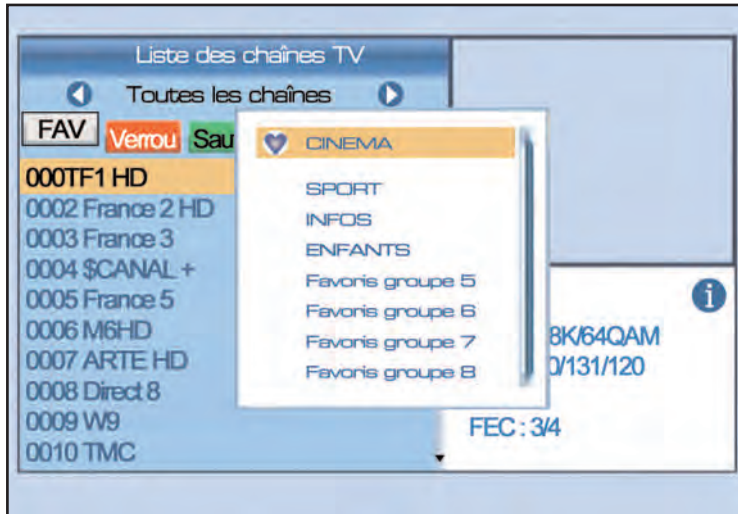 Liste des chaînes TV
Toutes les chaînes
FAV Verrou Sau
000TF1 HD
0002 France 2 HD
0003 France 3
0004 $CANAL +
0005 France 5
0006 M6HD
0007 ARTE HD
0008 Direct 8
0009 W9
0010 TMC
CINEMA
SPORT
INFOS
ENFANTS
Favoris groupe 5
Favoris groupe 6
Favoris groupe 7
Favoris groupe 8
i
8K/64QAM
0/131/120
FEC : 3/4